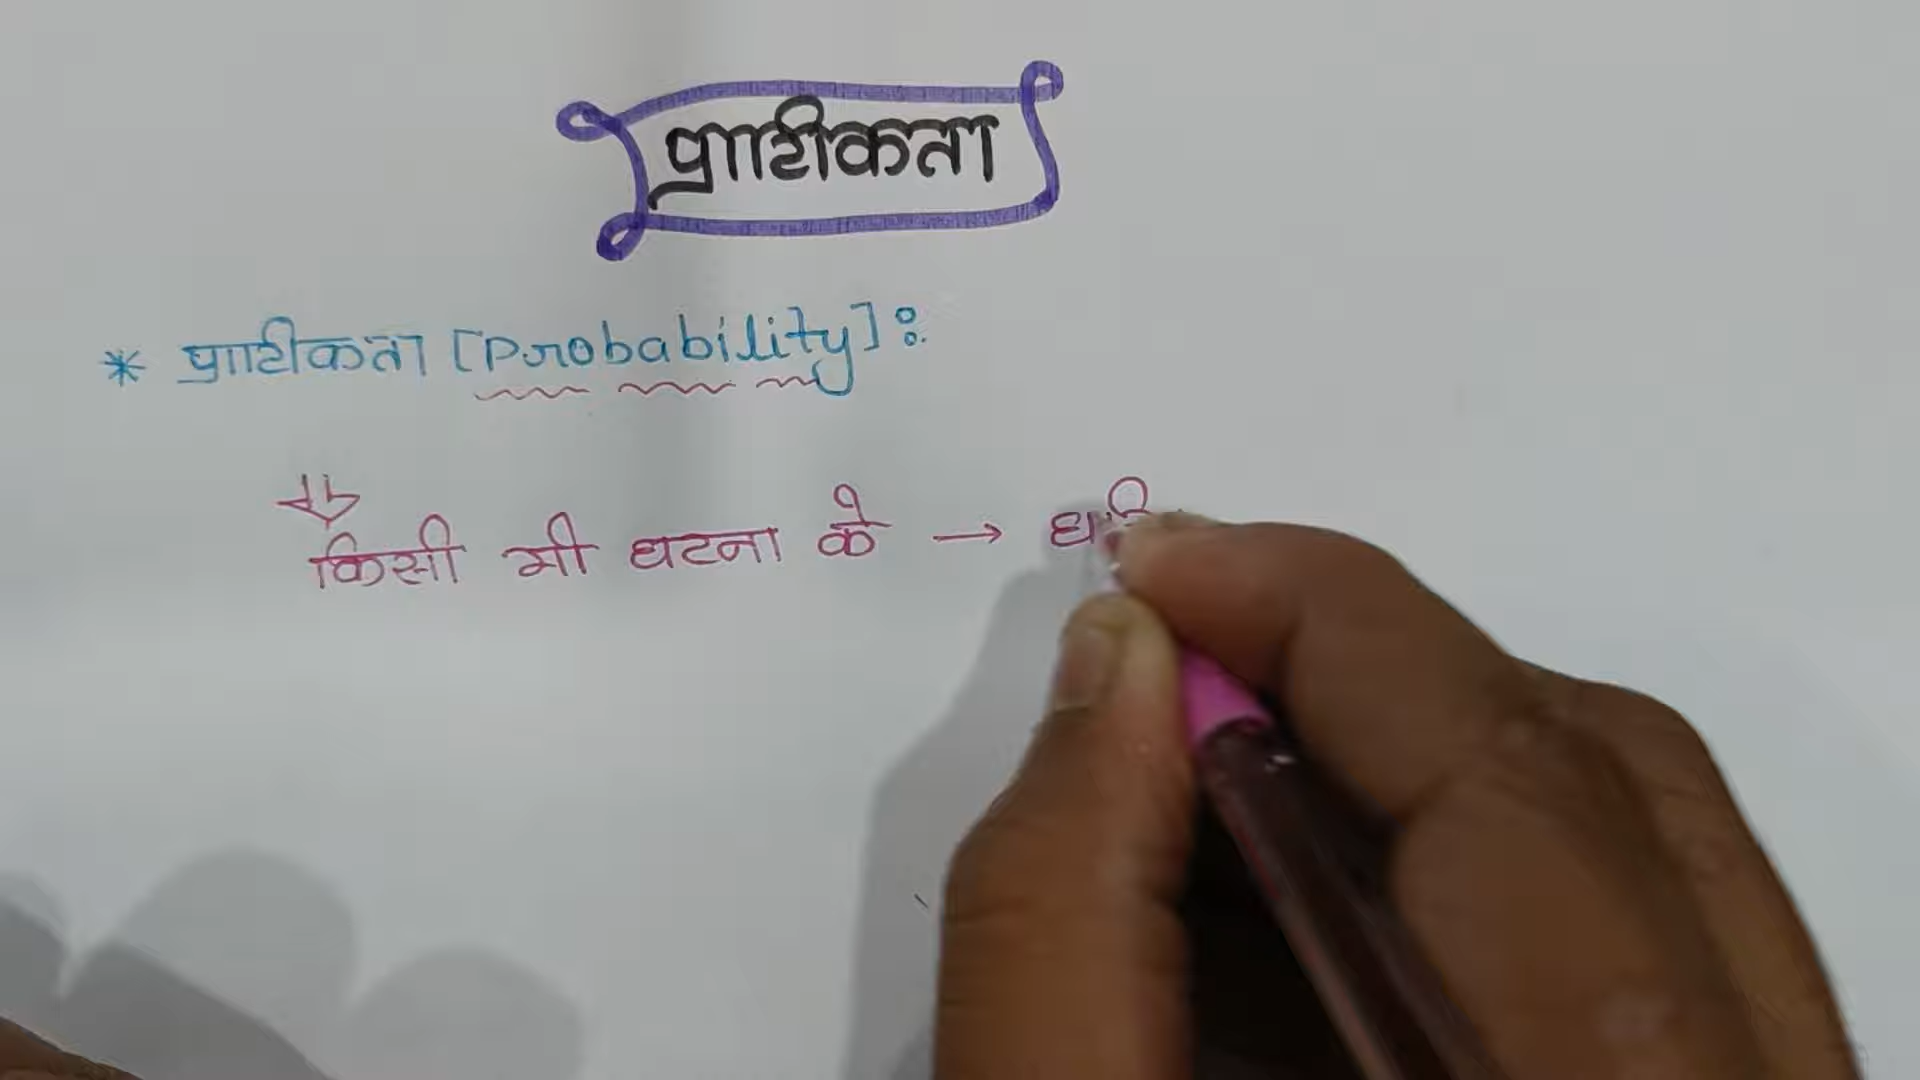 प्रायिकता
* प्रायिकता [Probability]:
किसी भी घटना के →